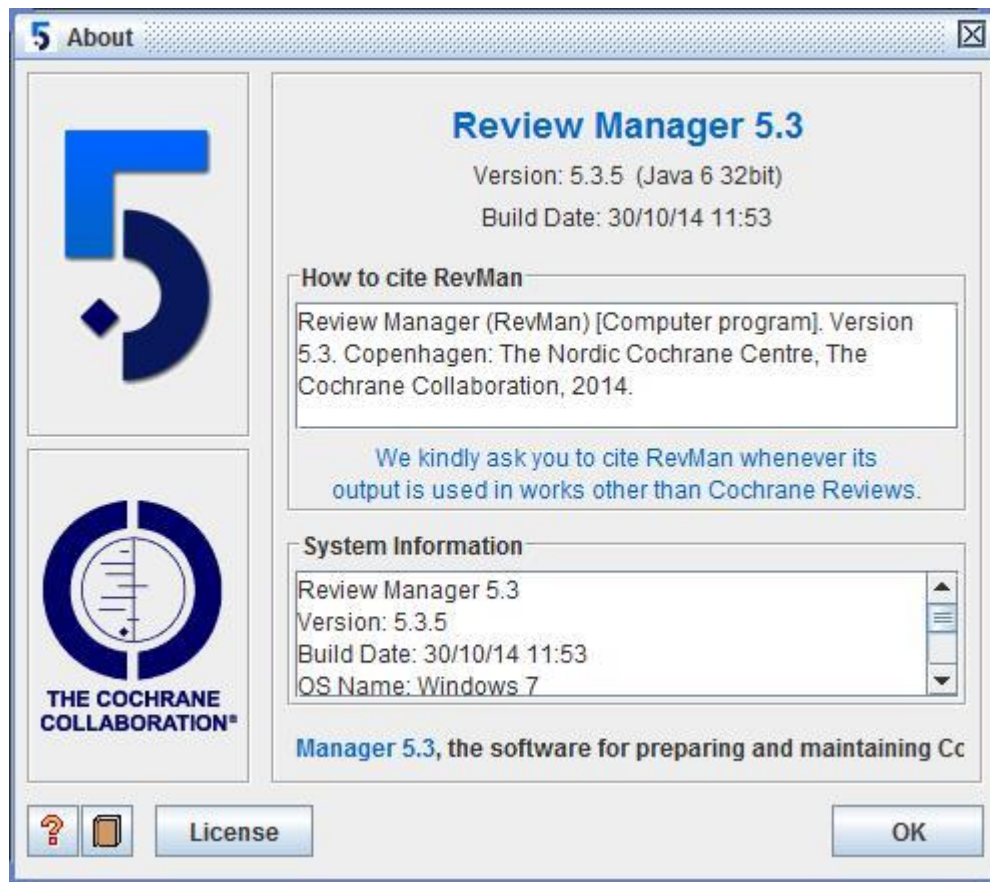 About
Review Manager 5.3
Version: 5.3.5 (Java 6 32bit)
Build Date: 30/10/14 11:53
How to cite RevMan
Review Manager (RevMan) [Computer program]. Version
5.3. Copenhagen: The Nordic Cochrane Centre, The
Cochrane Collaboration, 2014.
We kindly ask you to cite RevMan whenever its
output is used in works other than Cochrane Reviews.
System Information
Review Manager 5.3
Version: 5.3.5
Build Date: 30/10/14 11:53
OS Name: Windows 7
THE COCHRANE
COLLABORATION®
Manager 5.3, the software for preparing and maintaining Co
License
OK